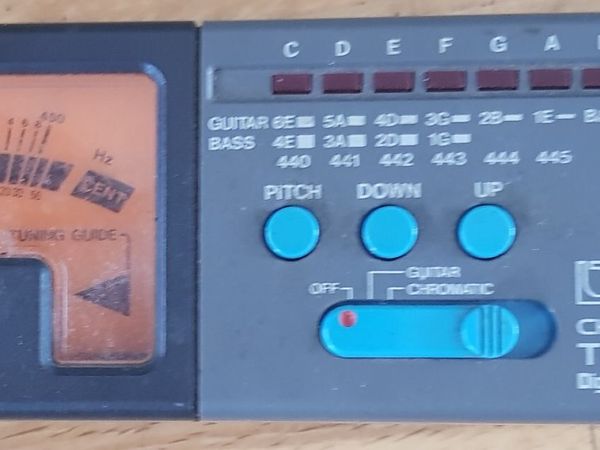 C D E F G A
GUITAR 6E 5A 4D 3G 2B 1E
BASS 4E 3A 2D 1G
440 441 442 443 444 445
Hz
CENT
TUNING GUIDE
PITCH DOWN UP
OFF
GUITAR
CHROMATIC